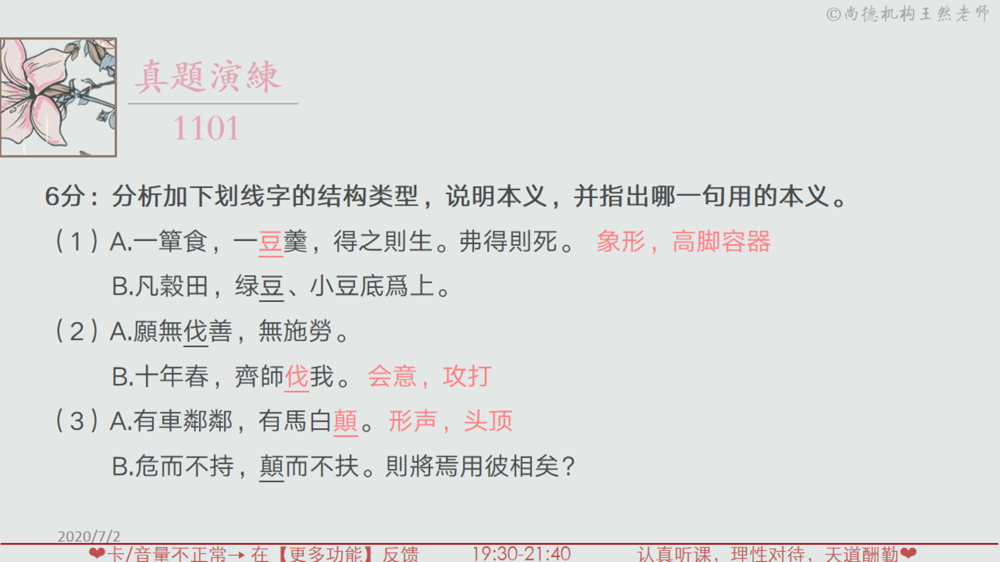 ©尚德机构王然老师
真題演練
1101
6分：分析加下划线字的结构类型，说明本义，并指出哪一句用的本义。
（1）A.一簞食，一豆羹，得之則生。弗得則死。 象形，高脚容器
B.凡穀田，绿豆、小豆底爲上。
（2）A.願無伐善，無施勞。
B.十年春，齊師伐我。 会意，攻打
（3）A.有車鄰鄰，有馬白顛。 形声，头顶
B.危而不持，顛而不扶。則將焉用彼相矣？
2020/7/2
❤卡/音量不正常→ 在【更多功能】反馈 19:30-21:40 认真听课，理性对待，天道酬勤❤